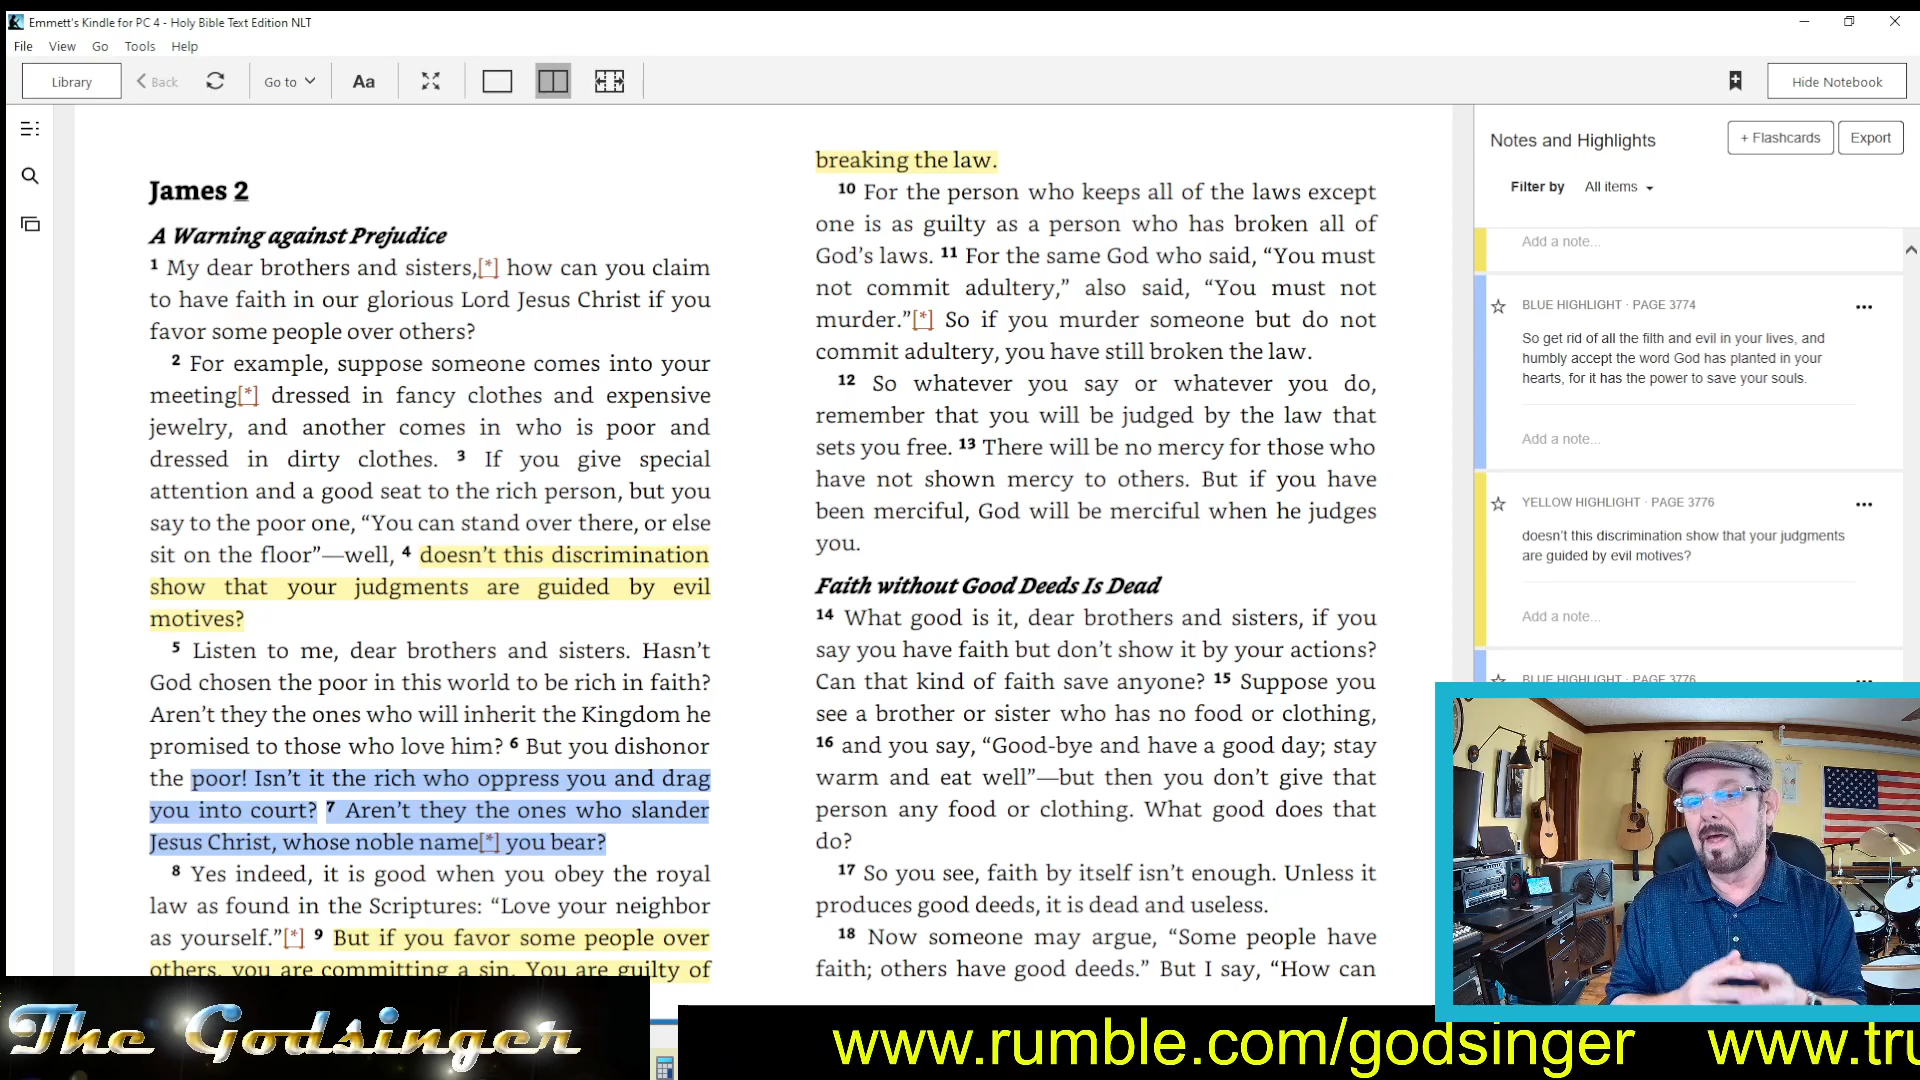 Emmett's Kindle for PC 4 - Holy Bible Text Edition NLT
File View Go Tools Help
Library Back Go to Aa Hide Notebook
James 2
A Warning against Prejudice
1 My dear brothers and sisters,[*] how can you claim
to have faith in our glorious Lord Jesus Christ if you
favor some people over others?
2 For example, suppose someone comes into your
meeting[*] dressed in fancy clothes and expensive
jewelry, and another comes in who is poor and
dressed in dirty clothes. 3 If you give special
attention and a good seat to the rich person, but you
say to the poor one, “You can stand over there, or else
sit on the floor”—well, 4 doesn’t this discrimination
show that your judgments are guided by evil
motives?
5 Listen to me, dear brothers and sisters. Hasn’t
God chosen the poor in this world to be rich in faith?
Aren’t they the ones who will inherit the Kingdom he
promised to those who love him? 6 But you dishonor
the poor! Isn’t it the rich who oppress you and drag
you into court? 7 Aren’t they the ones who slander
Jesus Christ, whose noble name[*] you bear?
8 Yes indeed, it is good when you obey the royal
law as found in the Scriptures: “Love your neighbor
as yourself.”[*] 9 But if you favor some people over
others, you are committing a sin. You are guilty of
breaking the law.
10 For the person who keeps all of the laws except
one is as guilty as a person who has broken all of
God’s laws. 11 For the same God who said, “You must
not commit adultery,” also said, “You must not
murder.”[*] So if you murder someone but do not
commit adultery, you have still broken the law.
12 So whatever you say or whatever you do,
remember that you will be judged by the law that
sets you free. 13 There will be no mercy for those who
have not shown mercy to others. But if you have
been merciful, God will be merciful when he judges
you.
Faith without Good Deeds Is Dead
14 What good is it, dear brothers and sisters, if you
say you have faith but don’t show it by your actions?
Can that kind of faith save anyone? 15 Suppose you
see a brother or sister who has no food or clothing,
16 and you say, “Good-bye and have a good day; stay
warm and eat well”—but then you don’t give that
person any food or clothing. What good does that
do?
17 So you see, faith by itself isn’t enough. Unless it
produces good deeds, it is dead and useless.
18 Now someone may argue, “Some people have
faith; others have good deeds.” But I say, “How can
Notes and Highlights + Flashcards Export
Filter by All items
Add a note...
BLUE HIGHLIGHT · PAGE 3774
So get rid of all the filth and evil in your lives, and
humbly accept the word God has planted in your
hearts, for it has the power to save your souls.
Add a note...
YELLOW HIGHLIGHT · PAGE 3776
doesn’t this discrimination show that your judgments
are guided by evil motives?
Add a note...
BLUE HIGHLIGHT · PAGE 3776
The Godsinger
www.rumble.com/godsinger www.tru